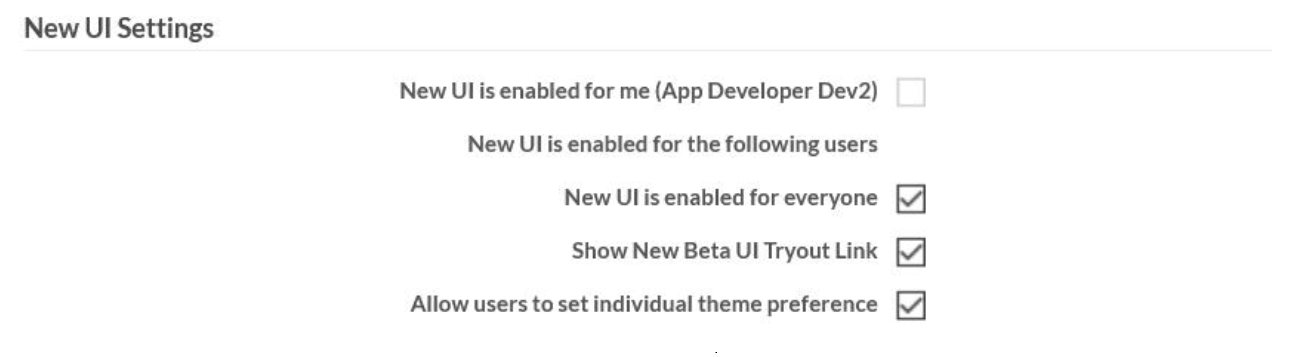 New UI Settings
New UI is enabled for me (App Developer Dev2)
New UI is enabled for the following users
New UI is enabled for everyone
Show New Beta UI Tryout Link
Allow users to set individual theme preference